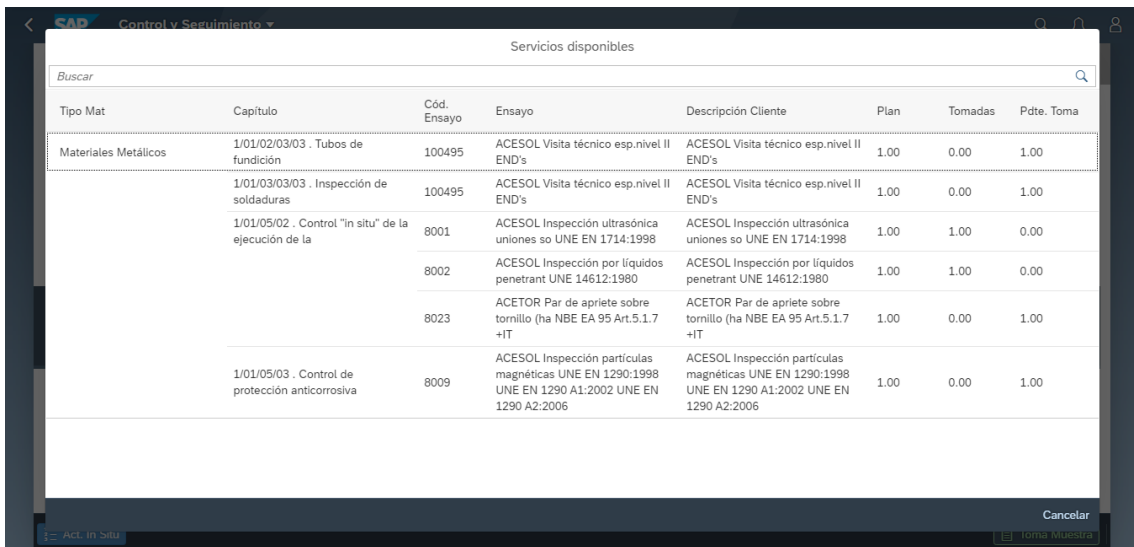 SAP Control y Seguimiento
Servicios disponibles
Buscar
Tipo Mat Capítulo Cód. Ensayo Ensayo Descripción Cliente Plan Tomadas Pdte. Toma
Materiales Metálicos
1/01/02/03/03 . Tubos de
fundición
100495
ACESOL Visita técnico esp.nivel II
END's
ACESOL Visita técnico esp.nivel II
END's
1.00 0.00 1.00
1/01/03/03/03 . Inspección de
soldaduras
100495
ACESOL Visita técnico esp.nivel II
END's
ACESOL Visita técnico esp.nivel II
END's
1.00 0.00 1.00
1/01/05/02 . Control "in situ" de la
ejecución de la
8001
ACESOL Inspección ultrasónica
uniones so UNE EN 1714:1998
ACESOL Inspección ultrasónica
uniones so UNE EN 1714:1998
1.00 1.00 0.00
8002
ACESOL Inspección por líquidos
penetrant UNE 14612:1980
ACESOL Inspección por líquidos
penetrant UNE 14612:1980
1.00 1.00 0.00
8023
ACETOR Par de apriete sobre
tornillo (ha NBE EA 95 Art.5.1.7
+IT
ACETOR Par de apriete sobre
tornillo (ha NBE EA 95 Art.5.1.7
+IT
1.00 0.00 1.00
1/01/05/03 . Control de
protección anticorrosiva
8009
ACESOL Inspección partículas
magnéticas UNE EN 1290:1998
UNE EN 1290 A1:2002 UNE EN
1290 A2:2006
ACESOL Inspección partículas
magnéticas UNE EN 1290:1998
UNE EN 1290 A1:2002 UNE EN
1290 A2:2006
1.00 0.00 1.00
Cancelar
Act. In Situ Toma Muestra